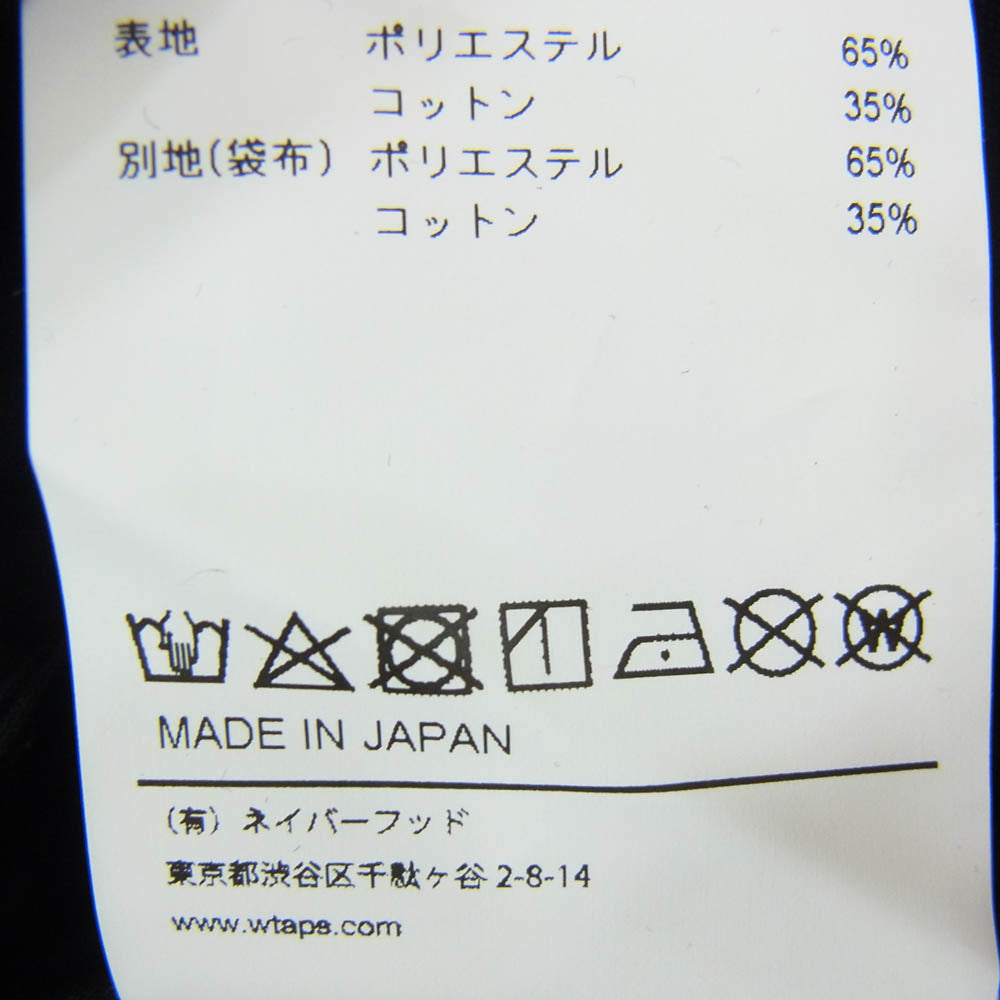 表地 ポリエステル 65%
コットン 35%
別地(袋布) ポリエステル 65%
コットン 35%
W
MADE IN JAPAN
(有) ネイバーフッド
東京都渋谷区千駄ヶ谷 2-8-14
www.wtaps.com